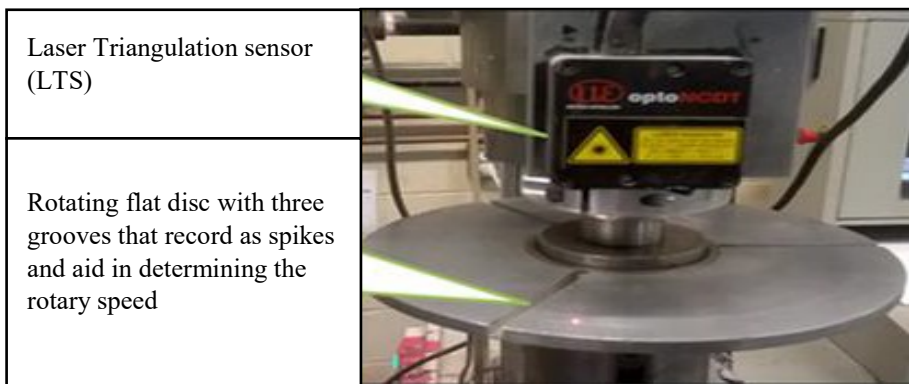 Laser Triangulation sensor
(LTS)
optoNCDT
Rotating flat disc with three
grooves that record as spikes
and aid in determining the
rotary speed